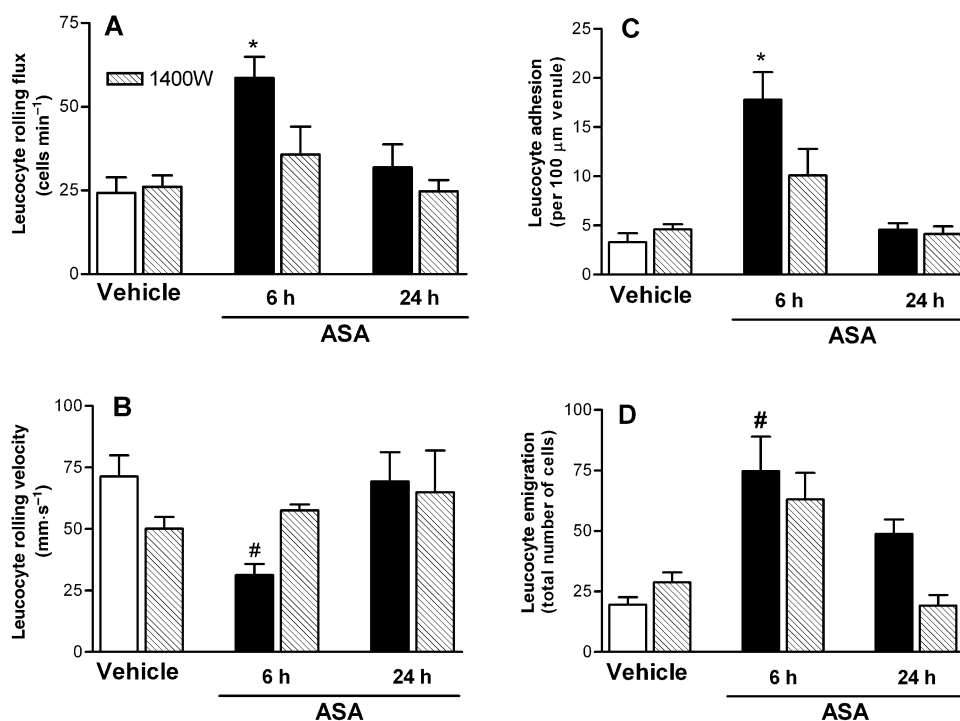 A
75
50
25
0
Leucocyte rolling flux
(cells min⁻¹)
*
1400W
Vehicle
6 h
24 h
ASA
C
25
20
15
10
5
0
Leucocyte adhesion
(per 100 μm venule)
*
Vehicle
6 h
24 h
ASA
B
100
75
50
25
0
Leucocyte rolling velocity
(mm·s⁻¹)
#
Vehicle
6 h
24 h
ASA
D
100
75
50
25
0
Leucocyte emigration
(total number of cells)
#
Vehicle
6 h
24 h
ASA